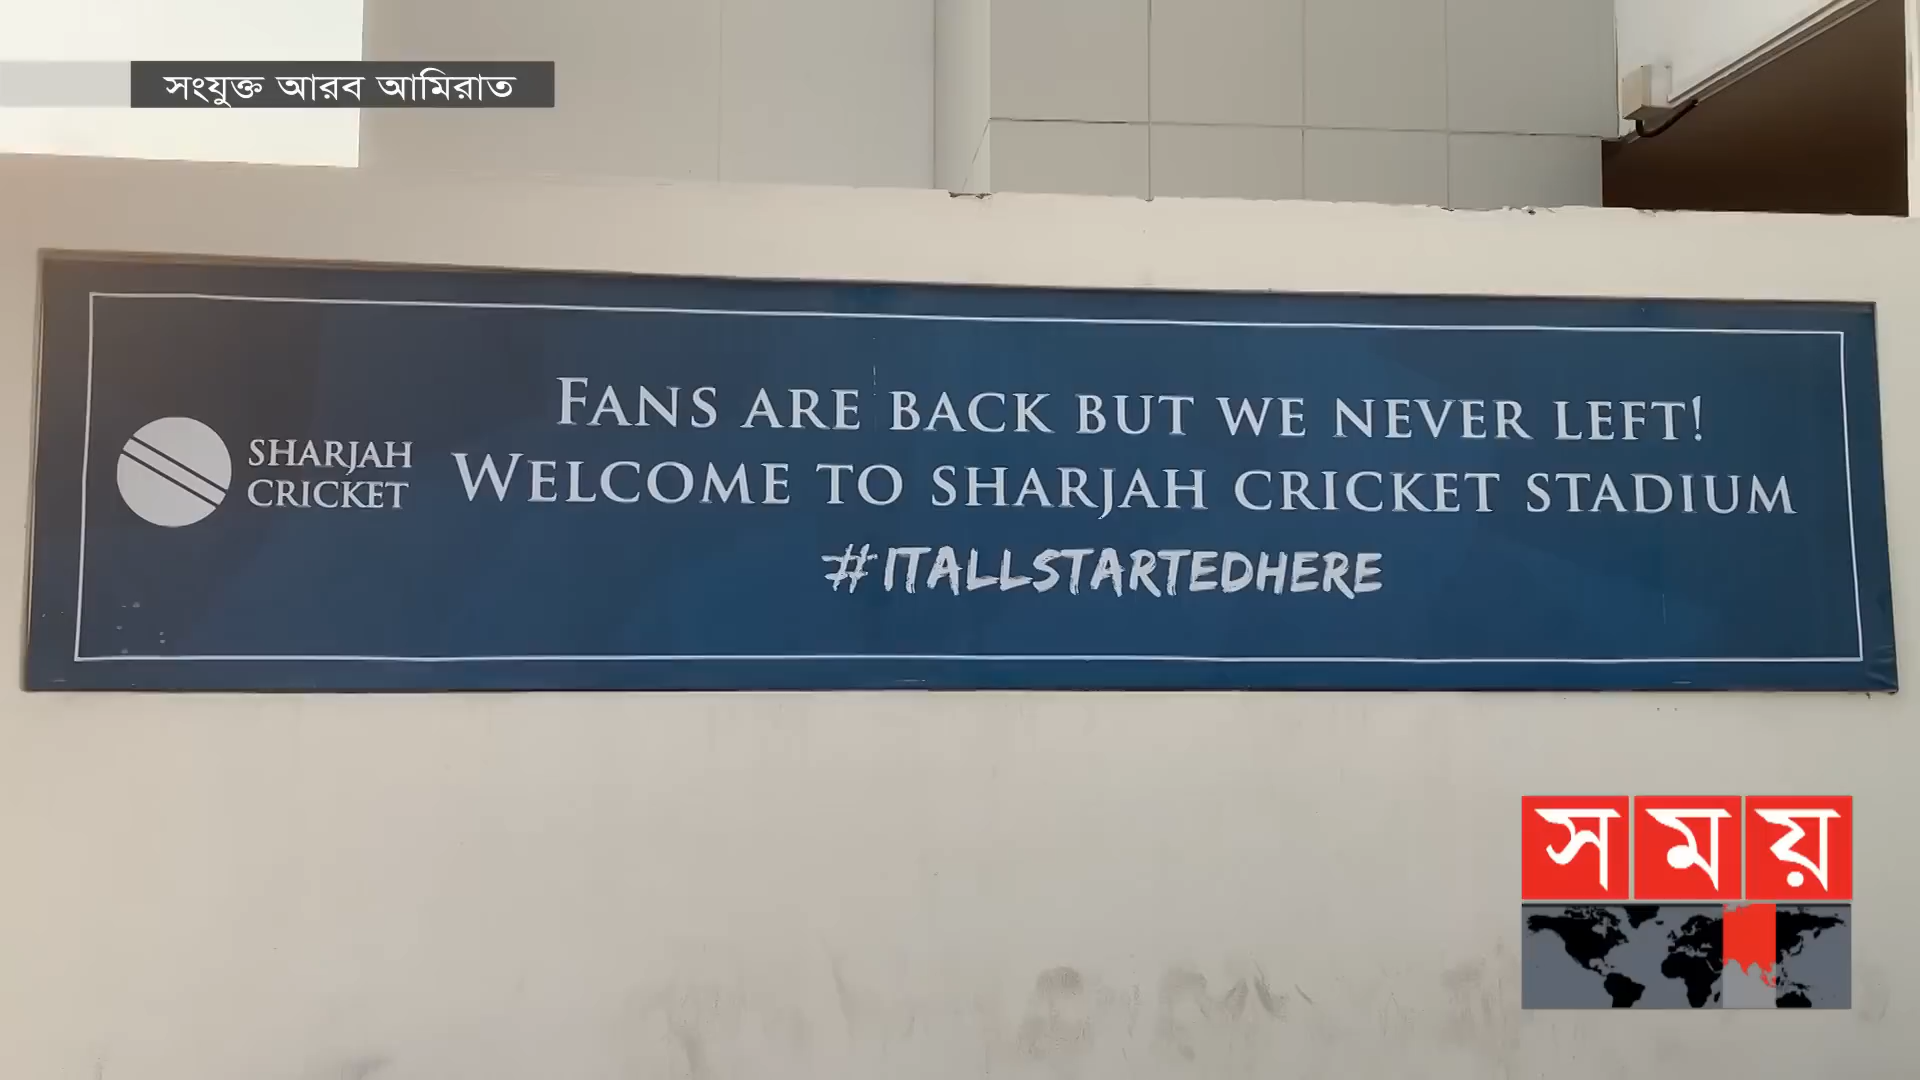 সংযুক্ত আরব আমিরাত
SHARJAH
CRICKET
FANS ARE BACK BUT WE NEVER LEFT!
WELCOME TO SHARJAH CRICKET STADIUM
#ITALLSTARTEDHERE
সময়